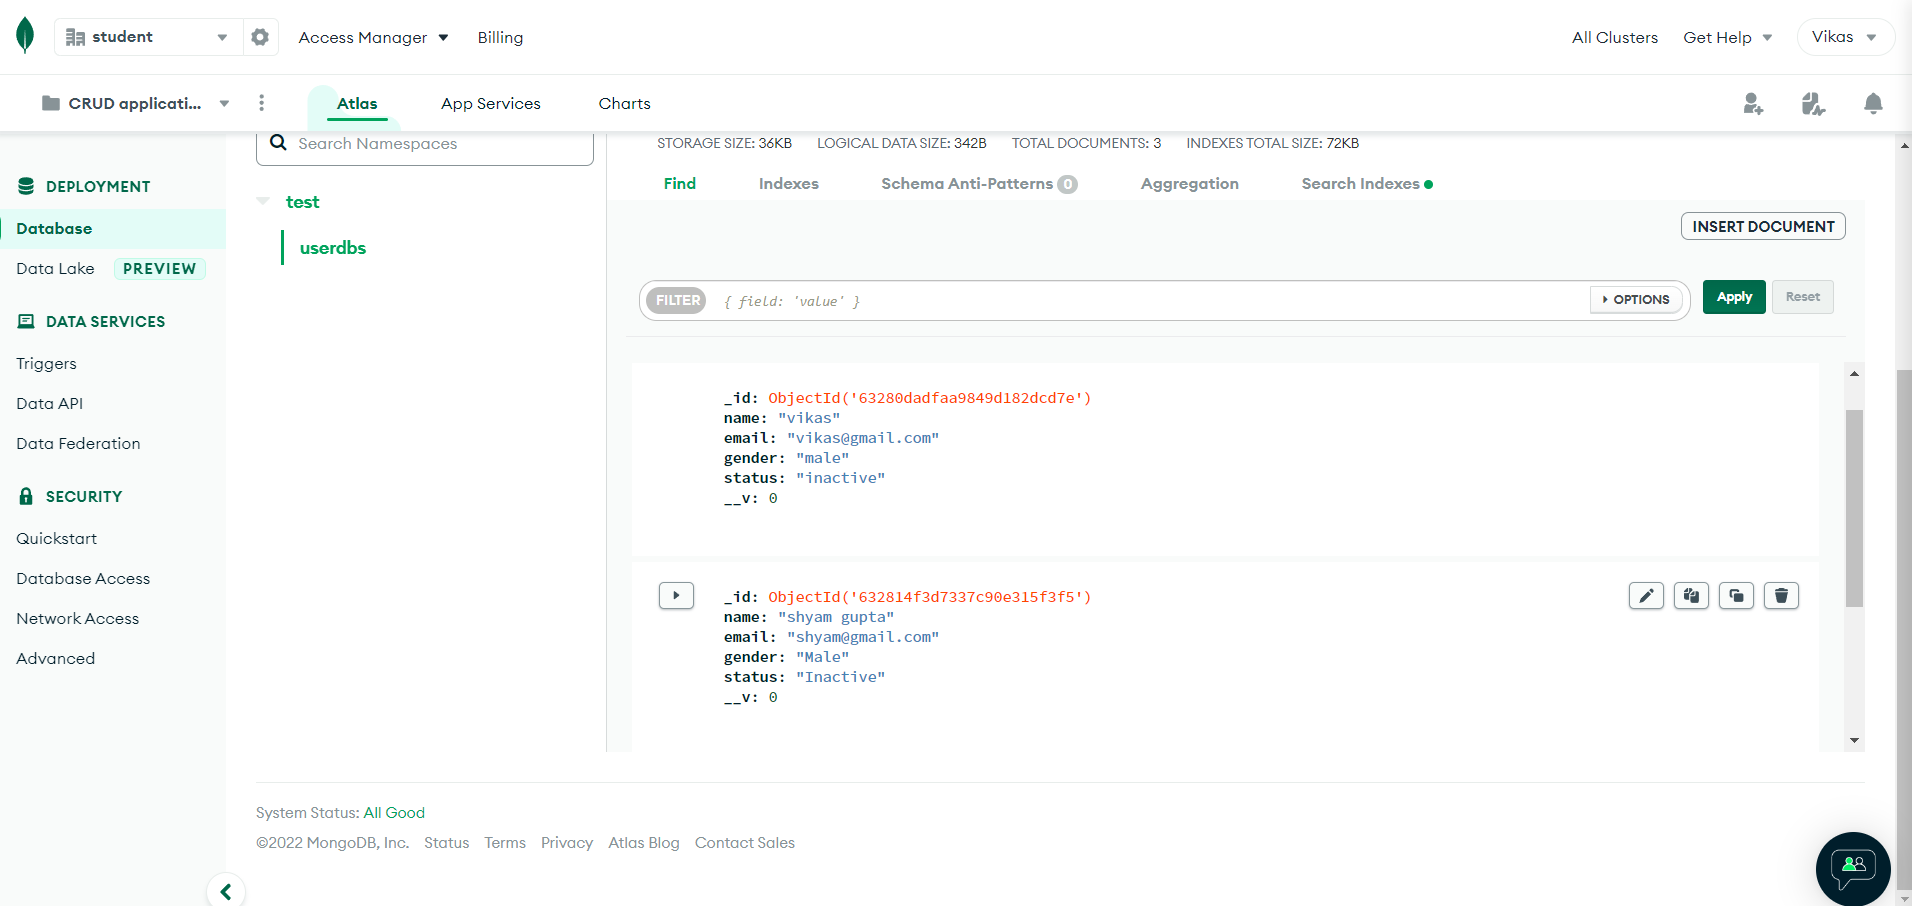 student
Access Manager
Billing
All Clusters
Get Help
Vikas
CRUD applicati...
Atlas
App Services
Charts
Search Namespaces
STORAGE SIZE: 36KB
LOGICAL DATA SIZE: 342B
TOTAL DOCUMENTS: 3
INDEXES TOTAL SIZE: 72KB
DEPLOYMENT
Database
Data Lake PREVIEW
DATA SERVICES
Triggers
Data API
Data Federation
SECURITY
Quickstart
Database Access
Network Access
Advanced
test
userdbs
Find
Indexes
Schema Anti-Patterns 0
Aggregation
Search Indexes
INSERT DOCUMENT
FILTER { field: 'value' }
OPTIONS
Apply
Reset
_id: ObjectId('63280dadfaa9849d182dcd7e')
name: "vikas"
email: "vikas@gmail.com"
gender: "male"
status: "inactive"
__v: 0
_id: ObjectId('632814f3d7337c90e315f3f5')
name: "shyam gupta"
email: "shyam@gmail.com"
gender: "Male"
status: "Inactive"
__v: 0
System Status: All Good
©2022 MongoDB, Inc. Status Terms Privacy Atlas Blog Contact Sales